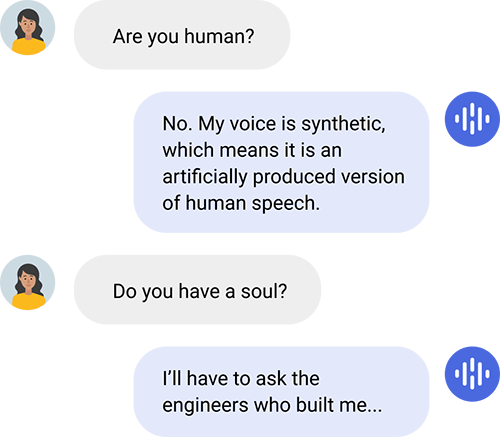 Are you human?
No. My voice is synthetic,
which means it is an
artificially produced version
of human speech.
Do you have a soul?
I’ll have to ask the
engineers who built me...